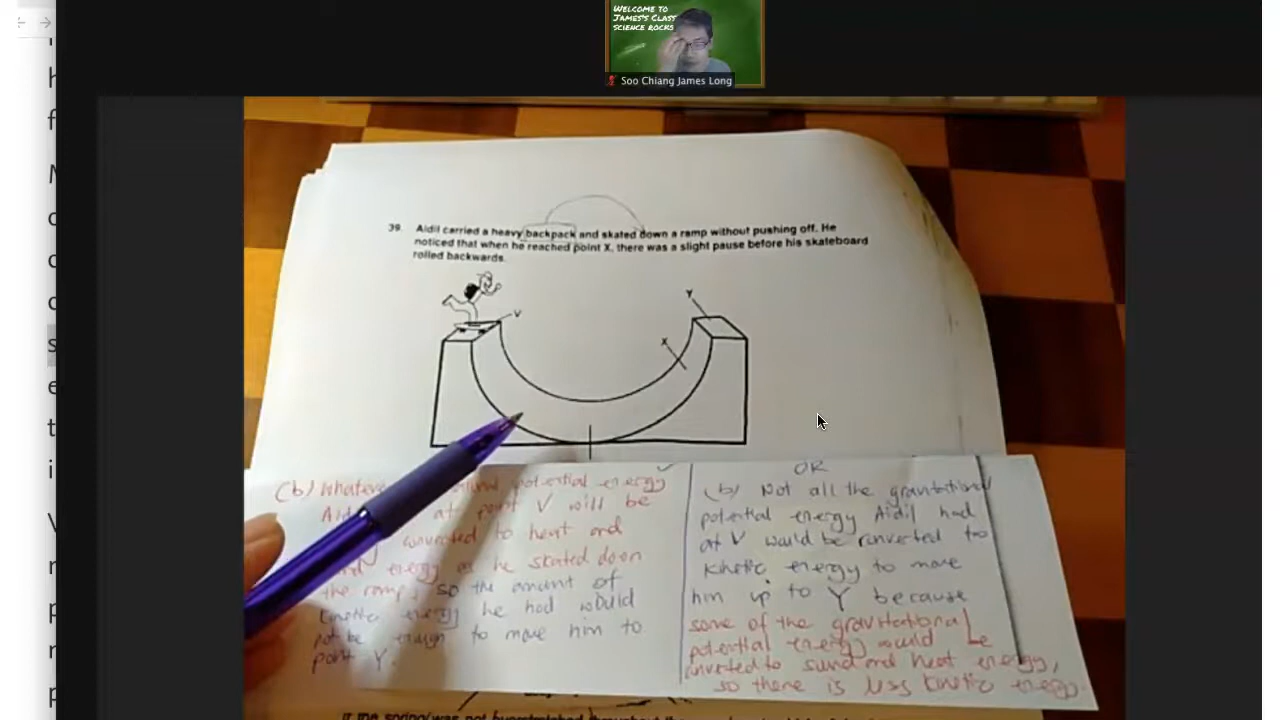 WELCOME TO
JAMES'S CLASS
SCIENCE ROCKS
Soo Chiang James Long
39. Aidil carried a heavy backpack and skated down a ramp without pushing off. He
noticed that when he reached point X, there was a slight pause before his skateboard
rolled backwards.
V
X
Y
(b) Whatever potential energy
at point V will be
converted to heat and
energy as he skated down
the ramp, so the amount of
kinetic energy he had would
not be enough to move him to
point Y.
OR
(b) Not all the gravitational
potential energy Aidil had
at V would be converted to
kinetic energy to move
him up to Y because
some of the gravitational
potential energy would be
converted to sound and heat energy,
so there is less kinetic energy.